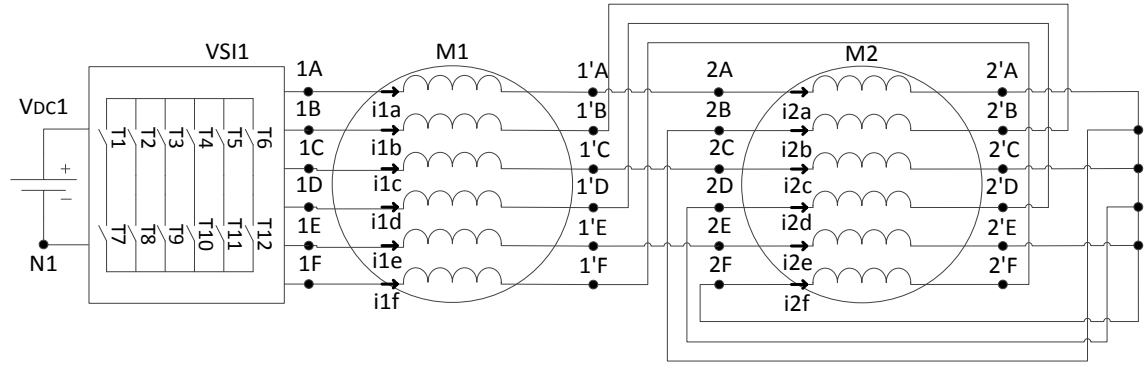 VSI1
M1
M2
VDC1
+
−
N1
T1
T2
T3
T4
T5
T6
T7
T8
T9
T10
T11
T12
1A
1B
1C
1D
1E
1F
i1a
i1b
i1c
i1d
i1e
i1f
1'A
1'B
1'C
1'D
1'E
1'F
2A
2B
2C
2D
2E
2F
i2a
i2b
i2c
i2d
i2e
i2f
2'A
2'B
2'C
2'D
2'E
2'F